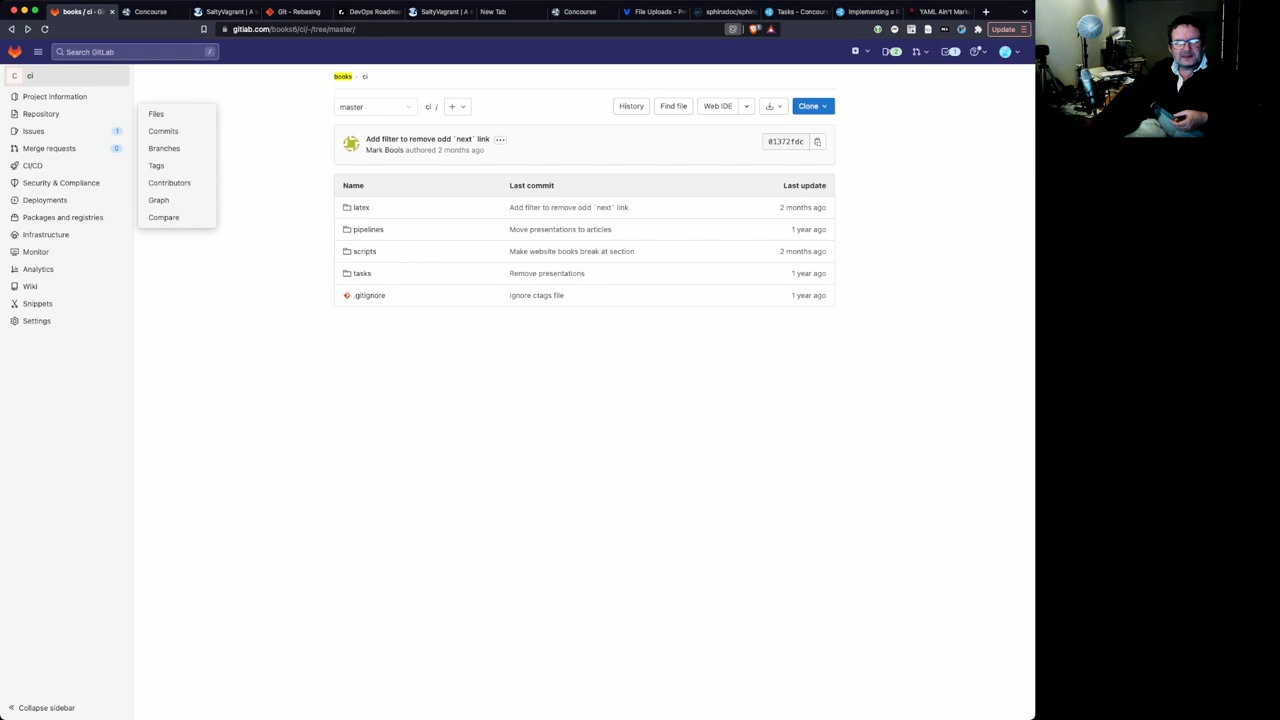 books / ci · Gi
Concourse
SaltyVagrant | A s
Git - Rebasing
DevOps Roadma
SaltyVagrant | A s
New Tab
Concourse
File Uploads - Pr
sphinxdoc/sphin
Tasks - Concour
Implementing a
YAML Ain't Mark
gitlab.com/books6/ci/-/tree/master/
Update
Search GitLab
/
2
1
C
ci
Project information
Repository
Issues
1
Merge requests
0
CI/CD
Security & Compliance
Deployments
Packages and registries
Infrastructure
Monitor
Analytics
Wiki
Snippets
Settings
Collapse sidebar
Files
Commits
Branches
Tags
Contributors
Graph
Compare
books › ci
master
ci /
+
History
Find file
Web IDE
Clone
Add filter to remove odd `next` link
Mark Bools authored 2 months ago
01372fdc
Name Last commit Last update
latex Add filter to remove odd `next` link 2 months ago
pipelines Move presentations to articles 1 year ago
scripts Make website books break at section 2 months ago
tasks Remove presentations 1 year ago
.gitignore Ignore ctags file 1 year ago